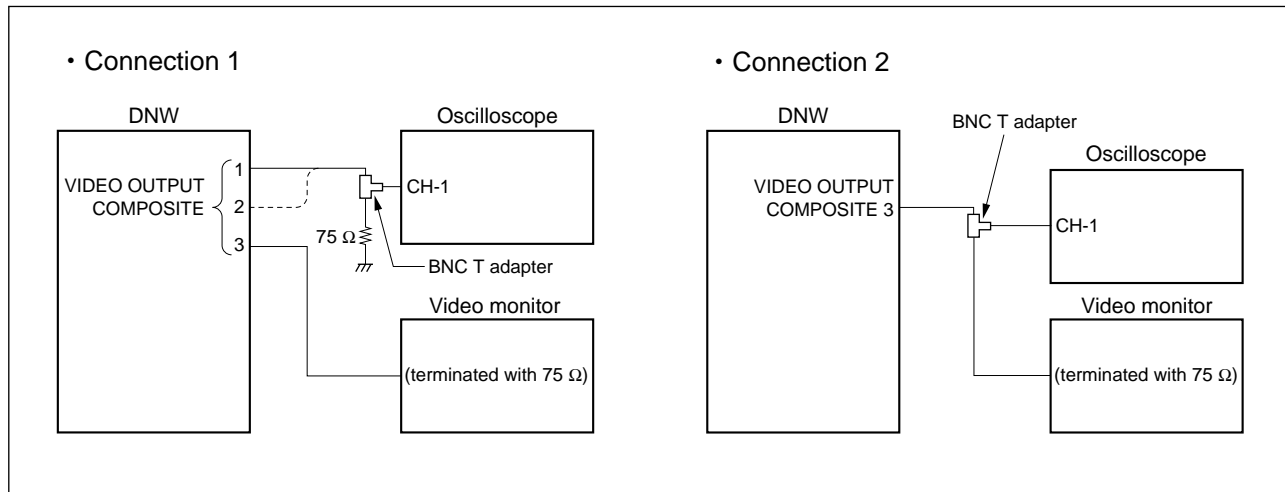 ・Connection 1
DNW
VIDEO OUTPUT
COMPOSITE
1
2
3
75 Ω
BNC T adapter
Oscilloscope
CH-1
Video monitor
(terminated with 75 Ω)
・Connection 2
DNW
VIDEO OUTPUT
COMPOSITE 3
BNC T adapter
Oscilloscope
CH-1
Video monitor
(terminated with 75 Ω)